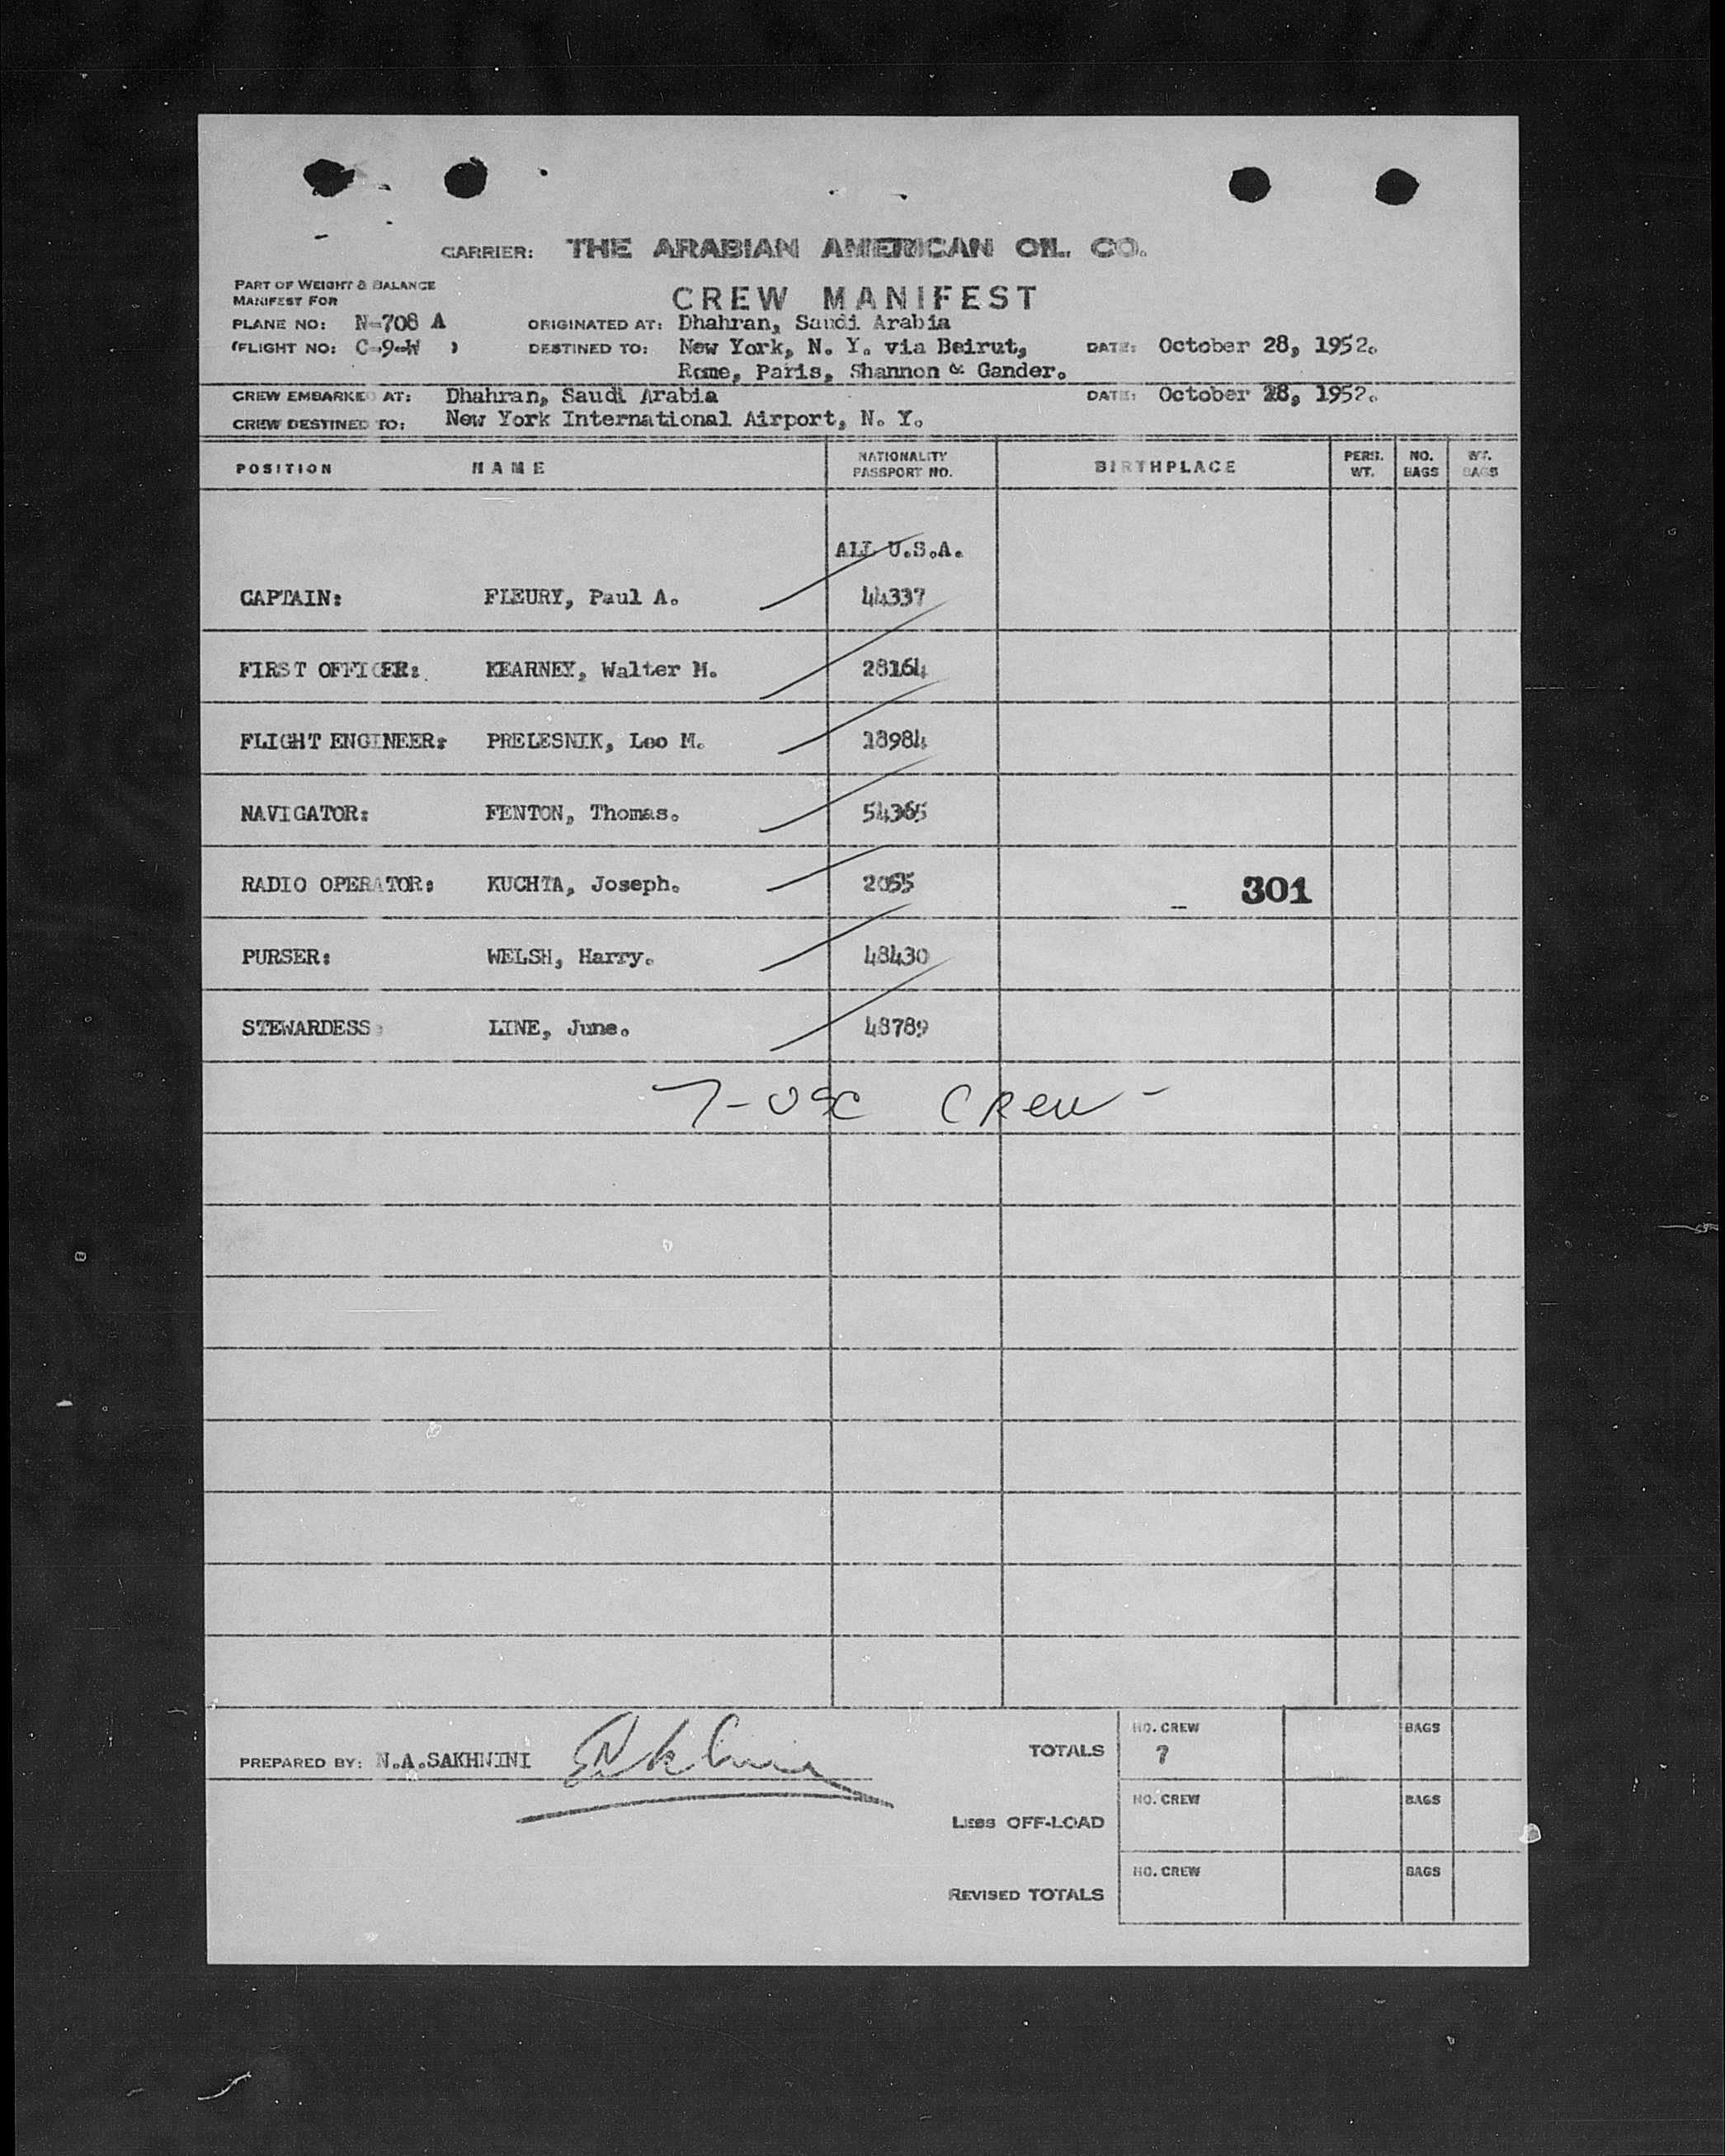 CARRIER: THE ARABIAN AMERICAN OIL CO.
PART OF WEIGHT & BALANCE
MANIFEST FOR
CREW MANIFEST
PLANE NO: N-708 A ORIGINATED AT: Dhahran, Saudi Arabia
(FLIGHT NO: C-9-W ) DESTINED TO: New York, N. Y. via Beirut, DATE: October 28, 1952.
Rome, Paris, Shannon & Gander.
CREW EMBARKED AT: Dhahran, Saudi Arabia DATE: October 28, 1952.
CREW DESTINED TO: New York International Airport, N. Y.
POSITION NAME NATIONALITY PASSPORT NO. BIRTHPLACE PERS. WT. NO. BAGS WT. BAGS
ALL U.S.A.
CAPTAIN: FLEURY, Paul A. 44337
FIRST OFFICER: KEARNEY, Walter M. 28164
FLIGHT ENGINEER: PRELESNIK, Leo M. 18984
NAVIGATOR: FENTON, Thomas. 54365
RADIO OPERATOR: KUCHTA, Joseph. 2055 301
PURSER: WELSH, Harry. 48430
STEWARDESS: LINE, June. 48789
7-USC CREW-
PREPARED BY: N.A.SAKHNINI
TOTALS NO. CREW 7 BAGS
LESS OFF-LOAD NO. CREW BAGS
REVISED TOTALS NO. CREW BAGS